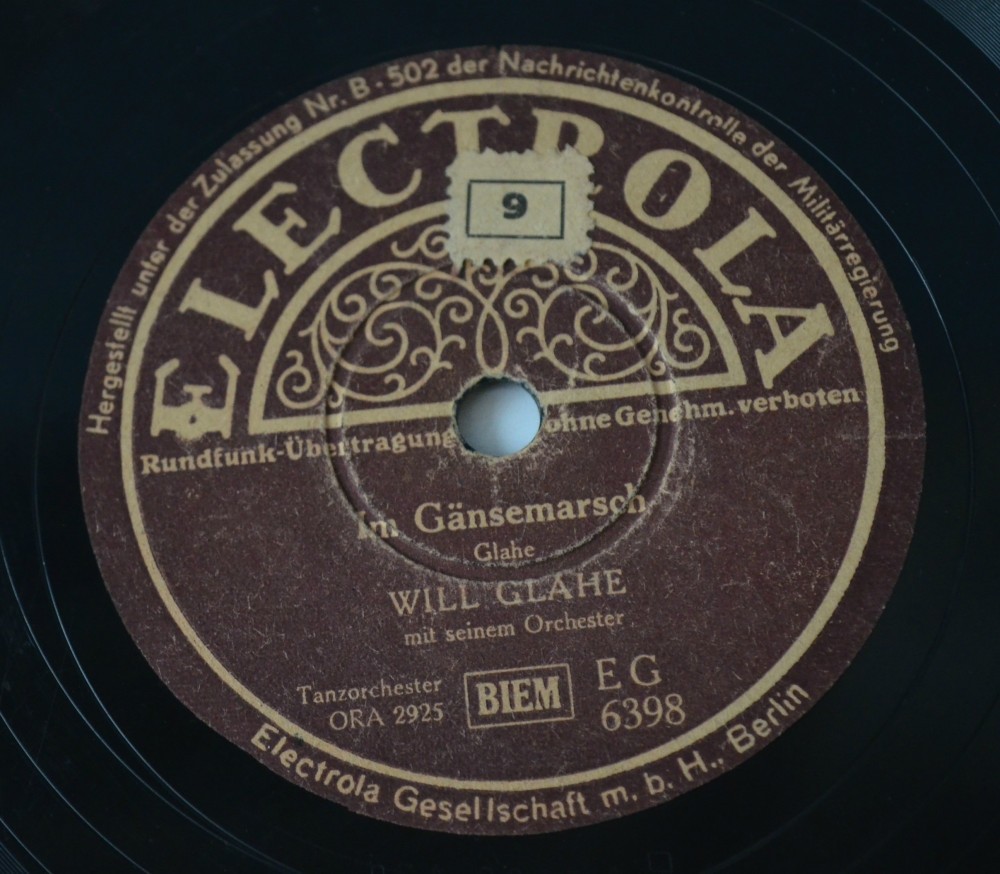 Hergestellt unter der Zulassung Nr. B - 502 der Nachrichtenkontrolle der Militärregierung
ELECTROLA
9
Rundfunk-Übertragung ohne Genehm. verboten
Im Gänsemarsch
Glahe
WILL GLAHE
mit seinem Orchester
Tanzorchester
ORA 2925
BIEM
EG
6398
Electrola Gesellschaft m. b. H., Berlin